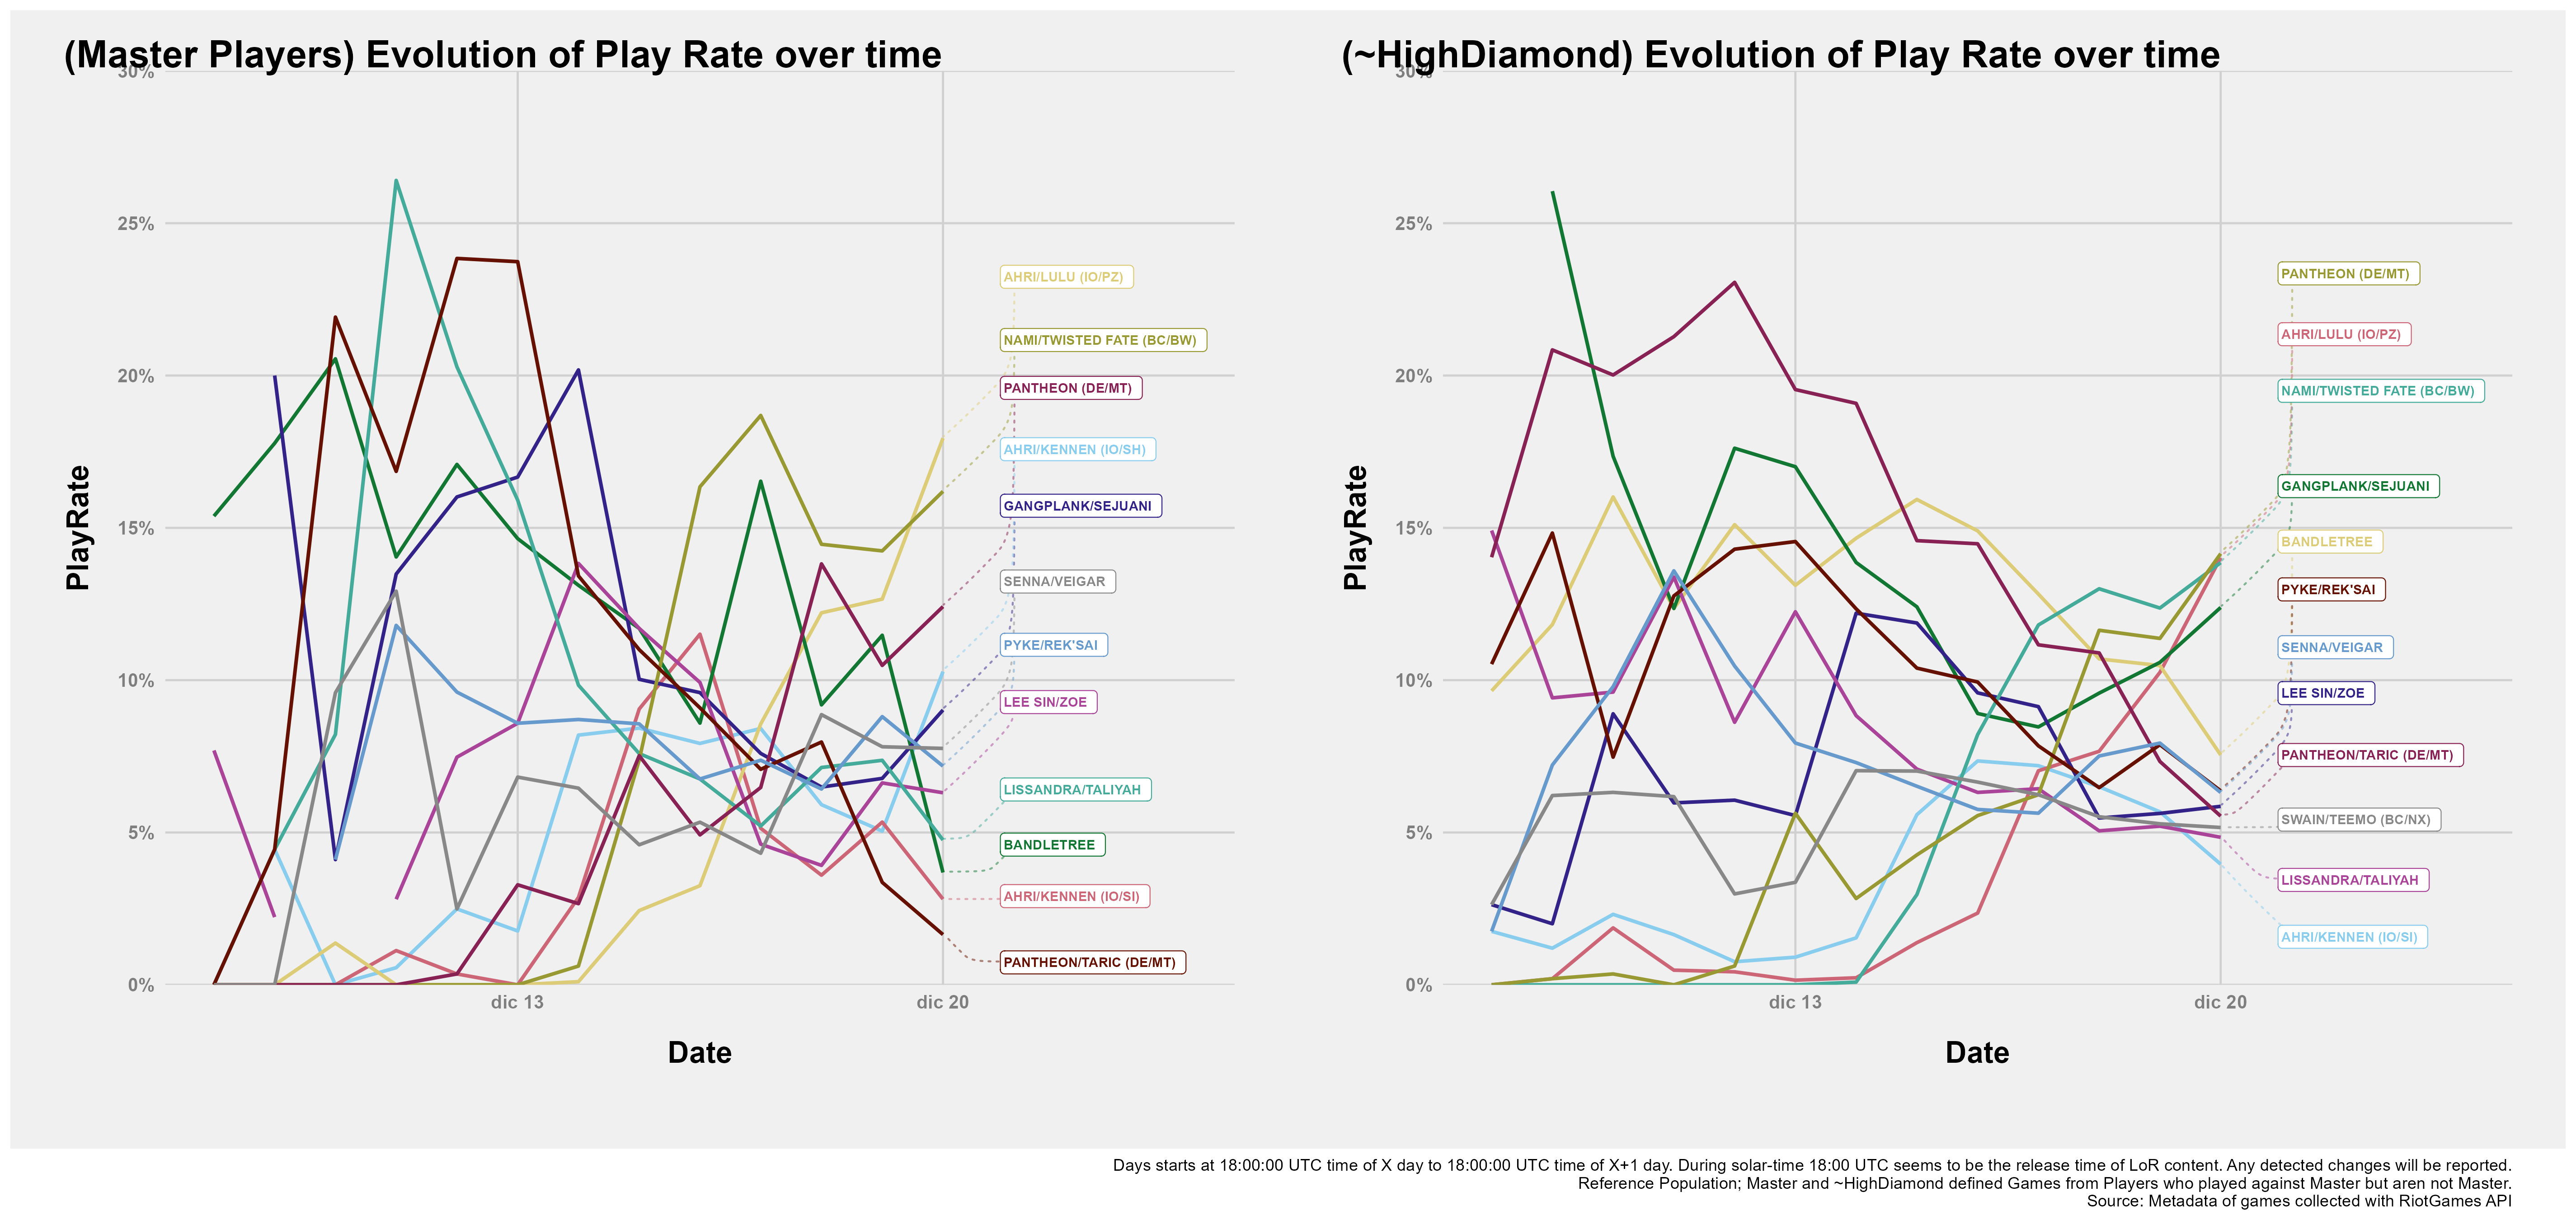 (Master Players) Evolution of Play Rate over time
30%
25%
20%
15%
10%
5%
0%
PlayRate
dic 13
dic 20
Date
AHRI/LULU (IO/PZ)
NAMI/TWISTED FATE (BC/BW)
PANTHEON (DE/MT)
AHRI/KENNEN (IO/SH)
GANGPLANK/SEJUANI
SENNA/VEIGAR
PYKE/REK'SAI
LEE SIN/ZOE
LISSANDRA/TALIYAH
BANDLETREE
AHRI/KENNEN (IO/SI)
PANTHEON/TARIC (DE/MT)
(~HighDiamond) Evolution of Play Rate over time
30%
25%
20%
15%
10%
5%
0%
PlayRate
dic 13
dic 20
Date
PANTHEON (DE/MT)
AHRI/LULU (IO/PZ)
NAMI/TWISTED FATE (BC/BW)
GANGPLANK/SEJUANI
BANDLETREE
PYKE/REK'SAI
SENNA/VEIGAR
LEE SIN/ZOE
PANTHEON/TARIC (DE/MT)
SWAIN/TEEMO (BC/NX)
LISSANDRA/TALIYAH
AHRI/KENNEN (IO/SI)
Days starts at 18:00:00 UTC time of X day to 18:00:00 UTC time of X+1 day. During solar-time 18:00 UTC seems to be the release time of LoR content. Any detected changes will be reported.
Reference Population; Master and ~HighDiamond defined Games from Players who played against Master but aren not Master.
Source: Metadata of games collected with RiotGames API